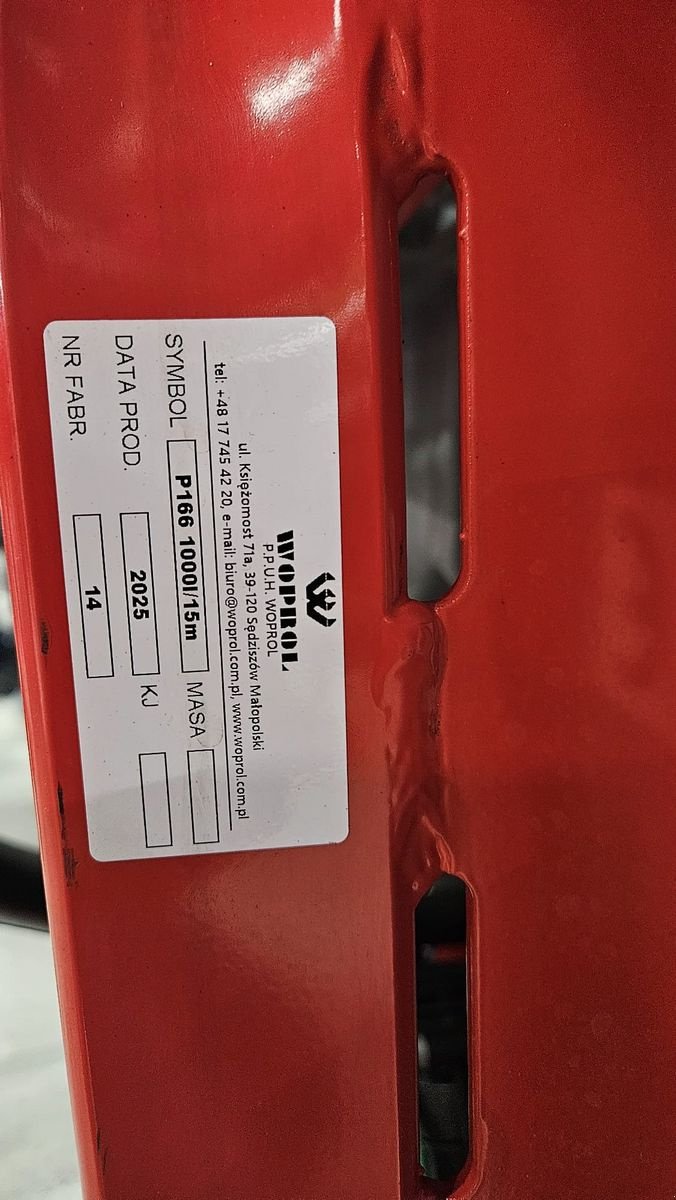 WOPROL
P.P.U.H. WOPROL
ul. Księżomost 71a, 39-120 Sędziszów Małopolski
tel: +48 17 745 42 20, e-mail: biuro@woprol.com.pl, www.woprol.com.pl
SYMBOL P166 1000l/15m MASA
DATA PROD. 2025 KJ
NR FABR. 14